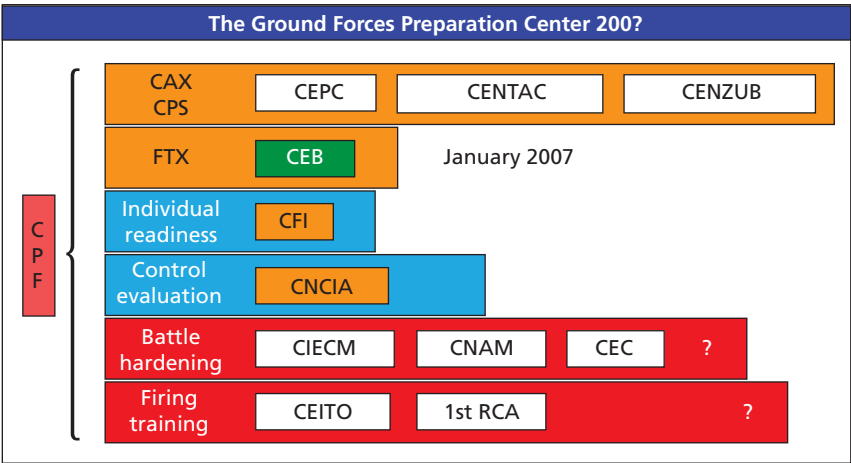 The Ground Forces Preparation Center 200?
CAX CEPC CENTAC CENZUB
CPS
FTX CEB January 2007
Individual
readiness
CFI
Control
evaluation
CNCIA
C
P
F
Battle
hardening
CIECM CNAM CEC ?
Firing
training
CEITO 1st RCA ?